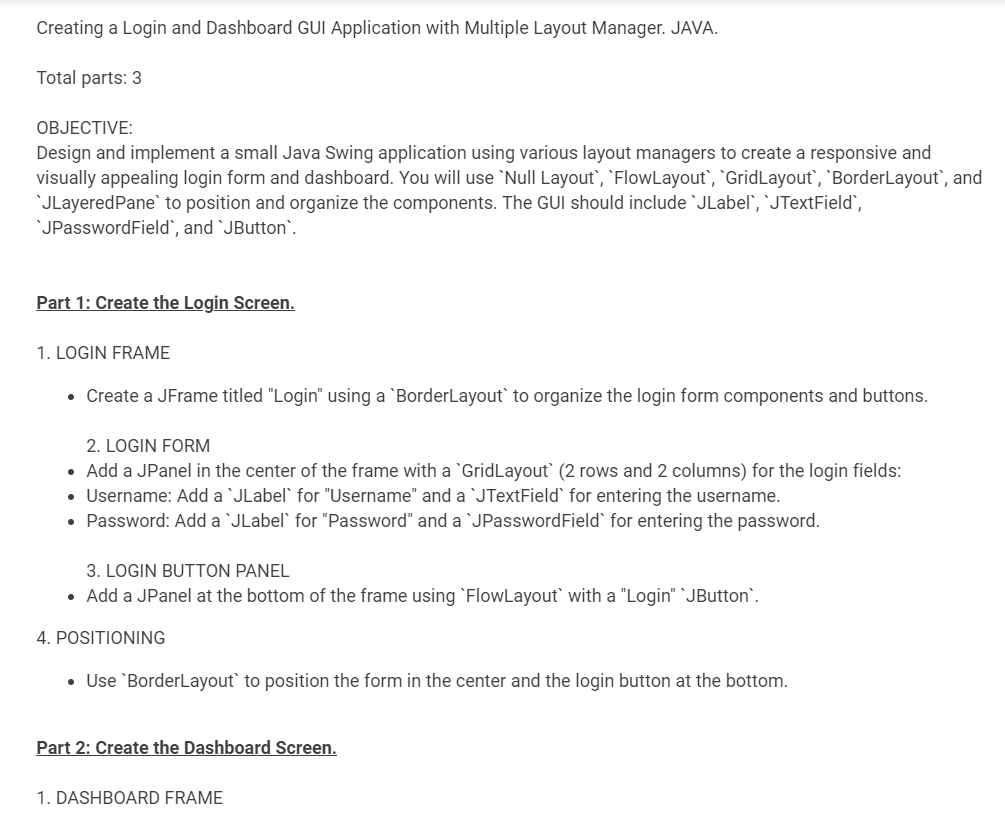 Creating a Login and Dashboard GUI Application with Multiple Layout Manager. JAVA.
Total parts: 3
OBJECTIVE:
Design and implement a small Java Swing application using various layout managers to create a responsive and
visually appealing login form and dashboard. You will use `Null Layout`, `FlowLayout`, `GridLayout`, `BorderLayout`, and
`JLayeredPane` to position and organize the components. The GUI should include `JLabel`, `JTextField`,
`JPasswordField`, and `JButton`.
Part 1: Create the Login Screen.
1. LOGIN FRAME
• Create a JFrame titled "Login" using a `BorderLayout` to organize the login form components and buttons.
2. LOGIN FORM
• Add a JPanel in the center of the frame with a `GridLayout` (2 rows and 2 columns) for the login fields:
• Username: Add a `JLabel` for "Username" and a `JTextField` for entering the username.
• Password: Add a `JLabel` for "Password" and a `JPasswordField` for entering the password.
3. LOGIN BUTTON PANEL
• Add a JPanel at the bottom of the frame using `FlowLayout` with a "Login" `JButton`.
4. POSITIONING
• Use `BorderLayout` to position the form in the center and the login button at the bottom.
Part 2: Create the Dashboard Screen.
1. DASHBOARD FRAME